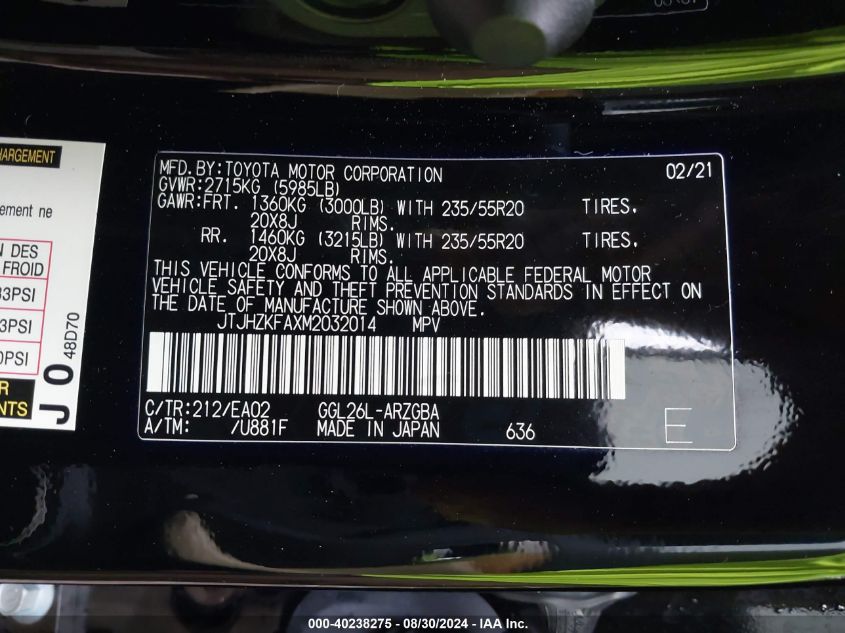 HARGEMENT
ement ne
N DES
FROID
3PSI
3PSI
0PSI
R
NTS
J O 48D70
MFD.BY:TOYOTA MOTOR CORPORATION 02/21
GVWR:2715KG (5985LB)
GAWR:FRT. 1360KG (3000LB) WITH 235/55R20 TIRES,
20X8J RIMS.
RR. 1460KG (3215LB) WITH 235/55R20 TIRES,
20X8J RIMS.
THIS VEHICLE CONFORMS TO ALL APPLICABLE FEDERAL MOTOR
VEHICLE SAFETY AND THEFT PREVENTION STANDARDS IN EFFECT ON
THE DATE OF MANUFACTURE SHOWN ABOVE.
JTJHZKFAXM2032014 MPV
C/TR:212/EA02 GGL26L-ARZGBA
A/TM: /U881F MADE IN JAPAN 636 E
000-40238275 - 08/30/2024 - IAA Inc.